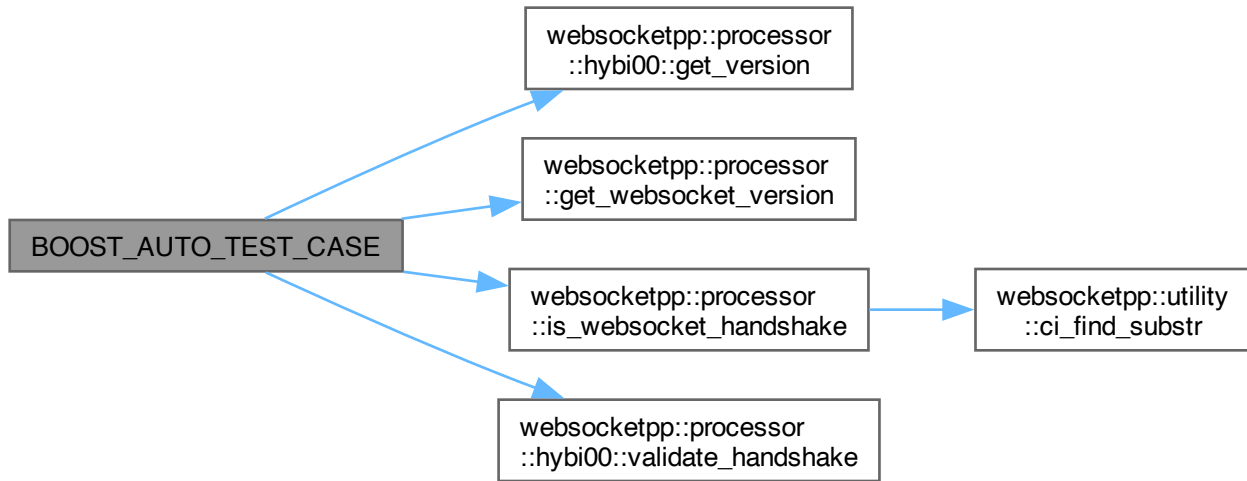 websocketpp::processor
::hybi00::get_version
websocketpp::processor
::get_websocket_version
BOOST_AUTO_TEST_CASE
websocketpp::processor
::is_websocket_handshake
websocketpp::utility
::ci_find_substr
websocketpp::processor
::hybi00::validate_handshake